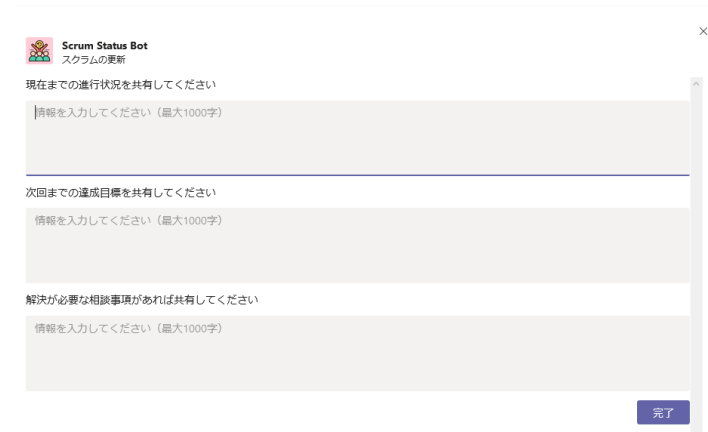 Scrum Status Bot
スクラムの更新
現在までの進行状況を共有してください
情報を入力してください（最大1000字）
次回までの達成目標を共有してください
情報を入力してください（最大1000字）
解決が必要な相談事項があれば共有してください
情報を入力してください（最大1000字）
完了